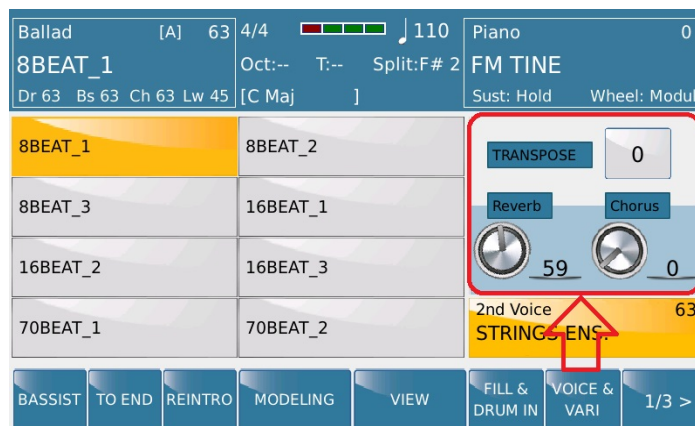 Ballad [A] 63
8BEAT_1
Dr 63 Bs 63 Ch 63 Lw 45
4/4 ♩110
Oct:-- T:-- Split:F# 2
[C Maj ]
Piano 0
FM TINE
Sust: Hold Wheel: Modul
8BEAT_1 8BEAT_2
8BEAT_3 16BEAT_1
16BEAT_2 16BEAT_3
70BEAT_1 70BEAT_2
TRANSPOSE 0
Reverb Chorus
59 0
2nd Voice 63
STRINGS ENS.
BASSIST TO END REINTRO MODELING VIEW
FILL &
DRUM IN
VOICE &
VARI
1/3 >